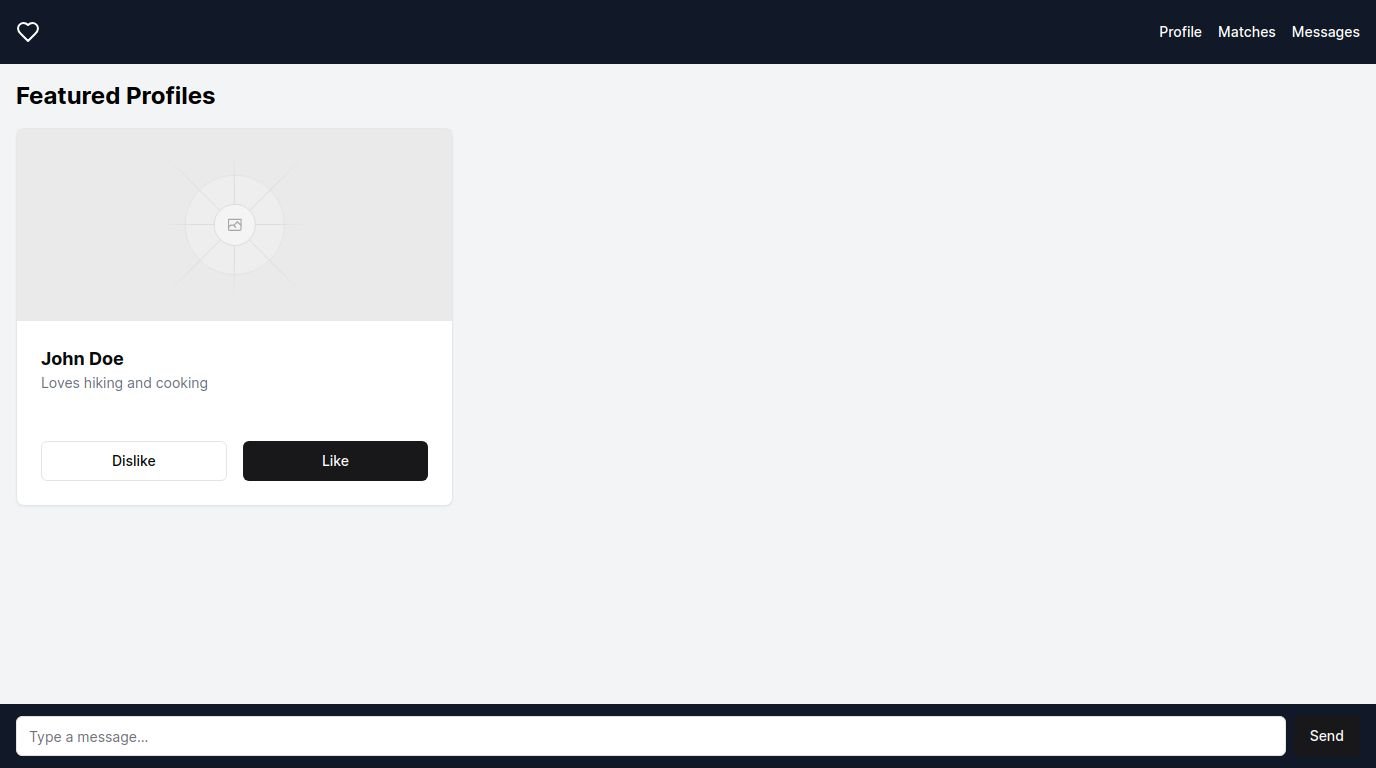 Profile Matches Messages
Featured Profiles
John Doe
Loves hiking and cooking
Dislike Like
Type a message... Send